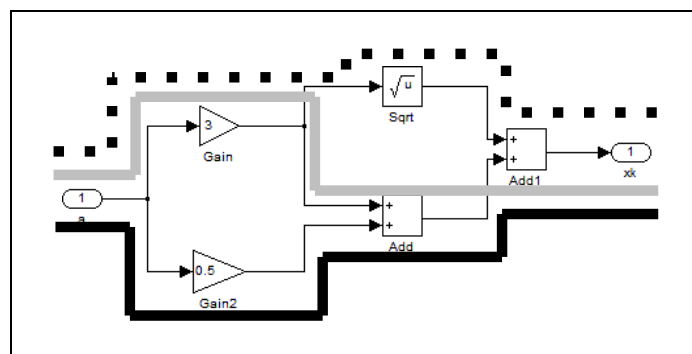 u
Sqrt
3
Gain
+
+
Add1
1
xk
1
a
+
+
Add
0.5
Gain2